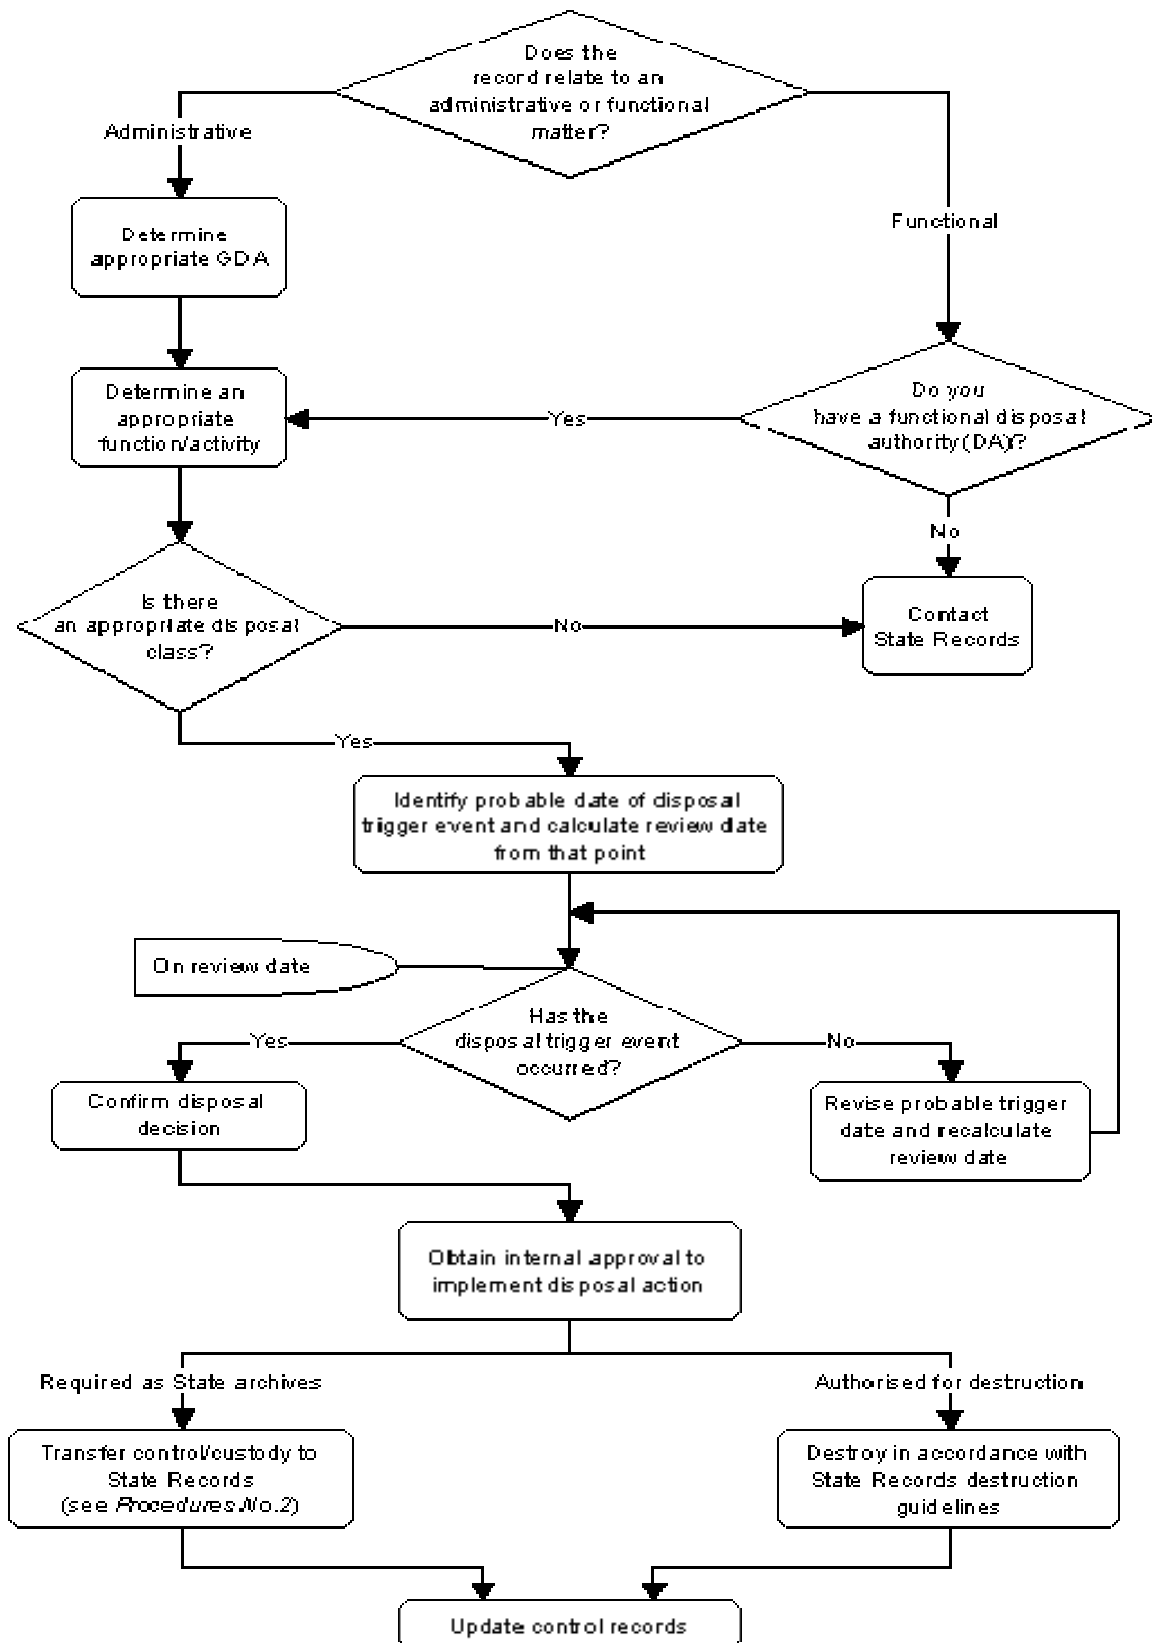 Does the
record relate to an
administrative or functional
matter?
Administrative
Functional
Determine
appropriate GDA
Determine an
appropriate
function/activity
Yes
Do you
have a functional disposal
authority (DA)?
No
Is there
an appropriate disposal
class?
No
Contact
State Records
Yes
Identify probable date of disposal
trigger event and calculate review date
from that point
On review date
Has the
disposal trigger event
occurred?
Yes
No
Confirm disposal
decision
Revise probable trigger
date and recalculate
review date
Obtain internal approval to
implement disposal action
Required as State archives
Authorised for destruction
Transfer control/custody to
State Records
(see Procedures No.2)
Destroy in accordance with
State Records destruction
guidelines
Update control records